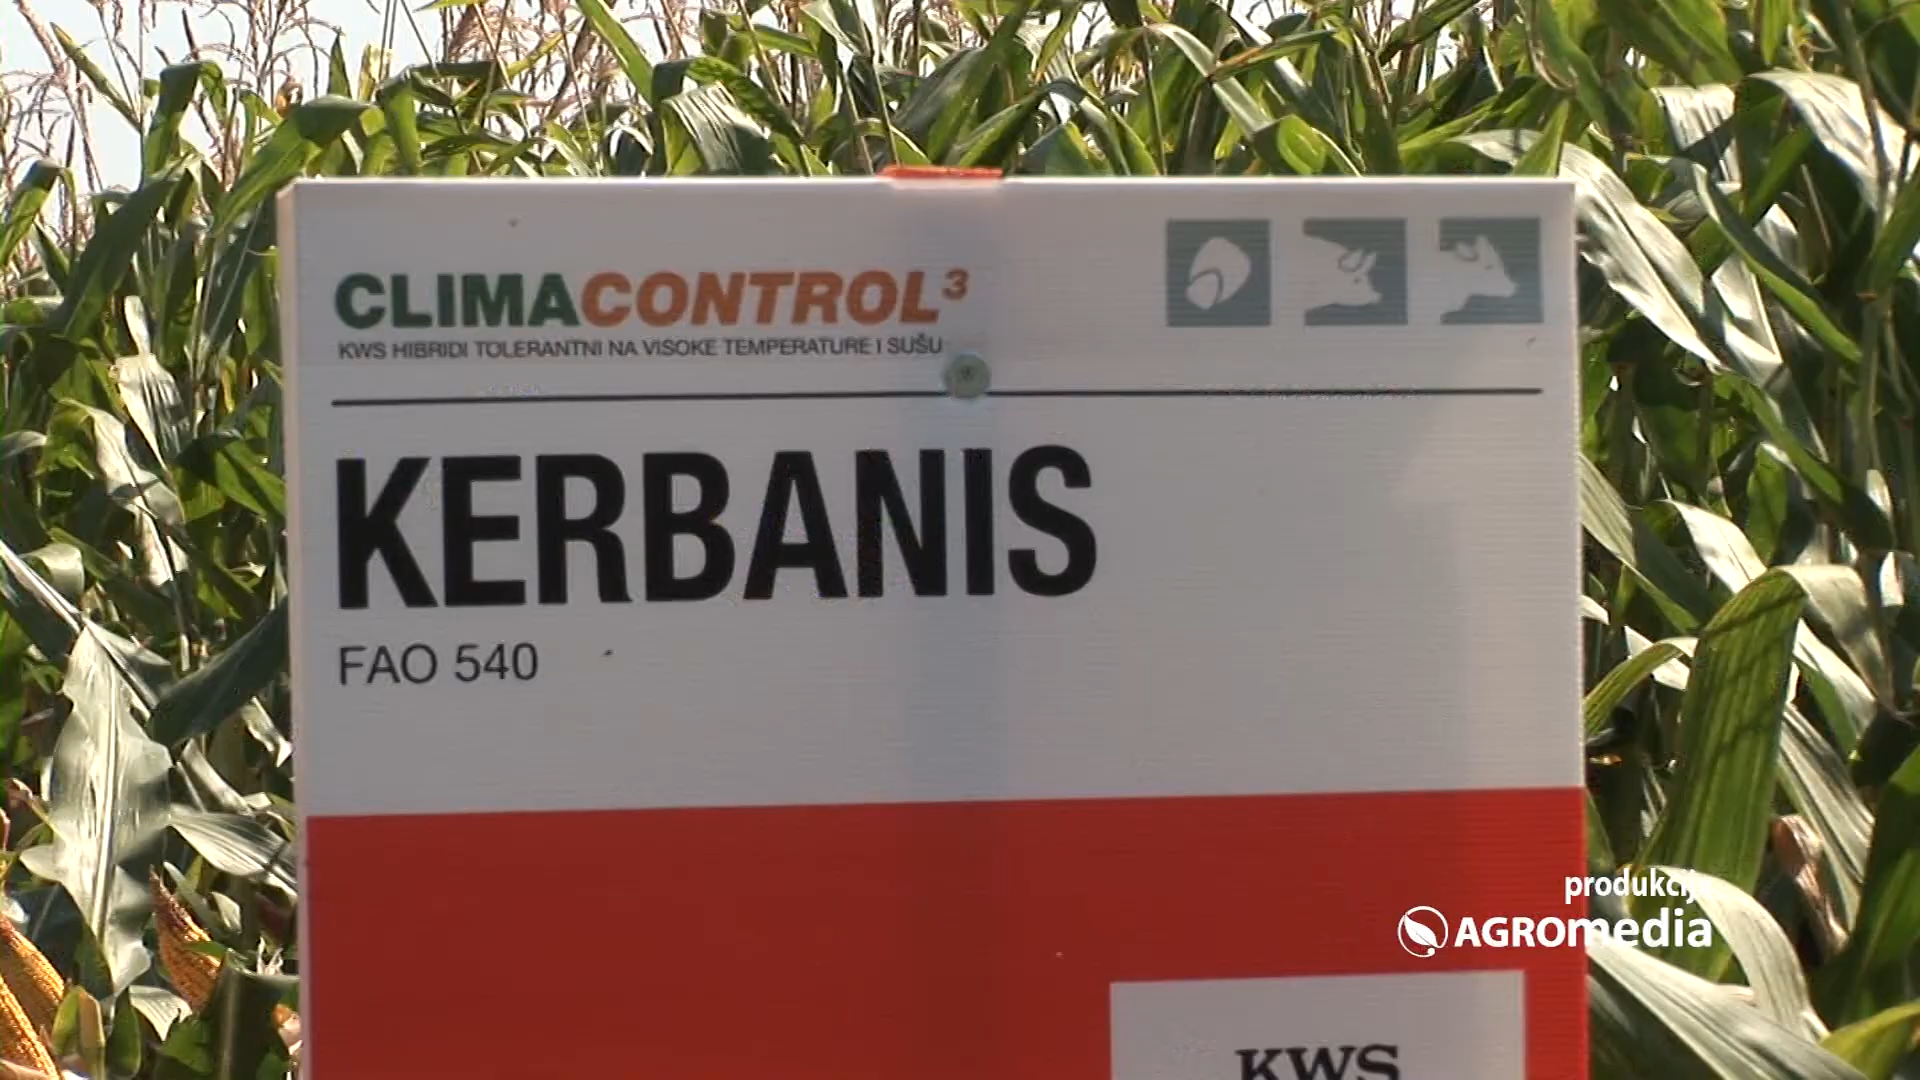 CLIMACONTROL³
KWS HIBRIDI TOLERANTNI NA VISOKE TEMPERATURE I SUŠU
KERBANIS
FAO 540
produkcija
AGROmedia
KWS